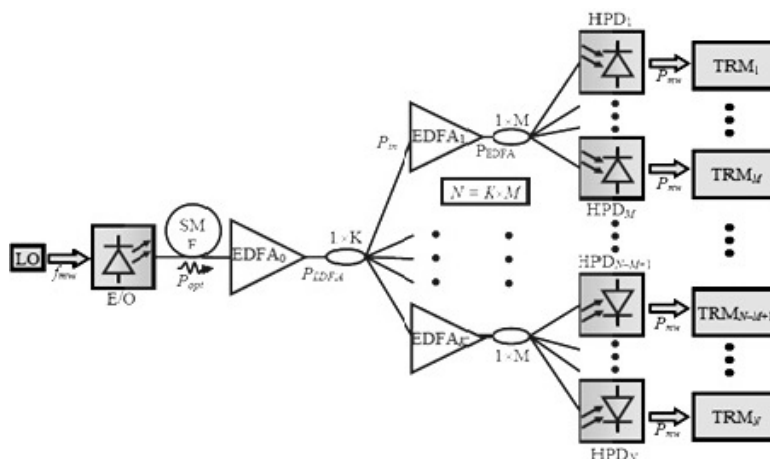 HPD1
Pmw
TRM1
1×M
EDFA1
PEDFA
Pin
N = K×M
Pmw
TRMM
HPDM
SM
F
1×K
EDFA0
LO
fmw
Popt
E/O
PEDFA
HPDN-M+1
Pmw
TRMN-M+1
EDFAK
1×M
Pmw
TRMN
HPDN